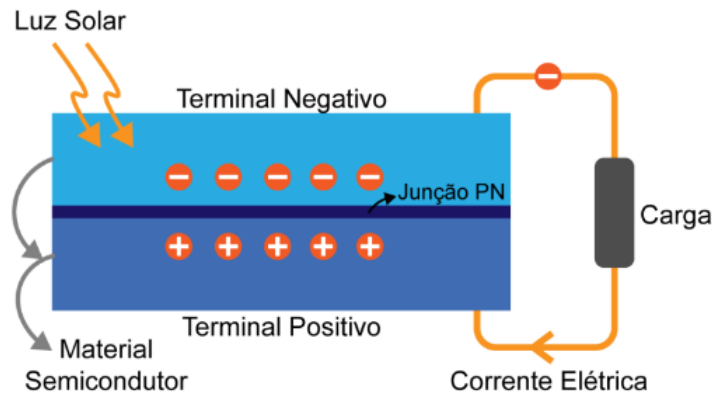 Luz Solar
Terminal Negativo
Junção PN
Carga
Terminal Positivo
Material
Semicondutor
Corrente Elétrica